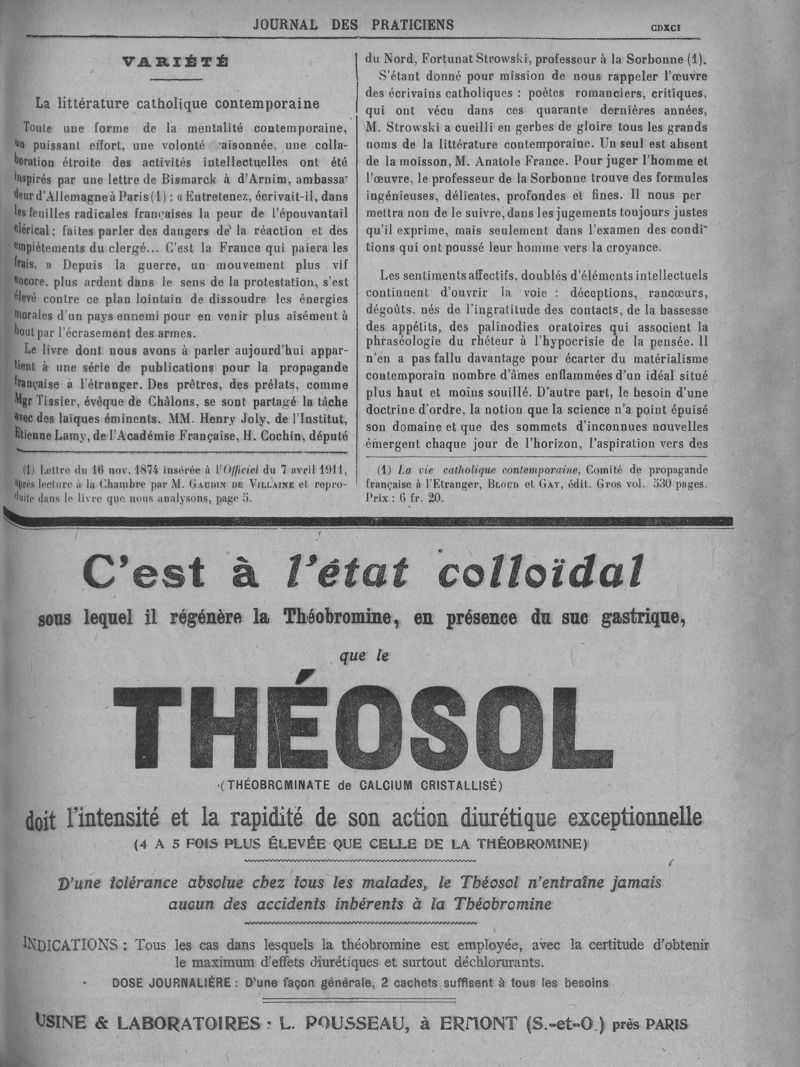 JOURNAL DES PRATICIENS
CDXCI
VARIÉTÉ
La littérature catholique contemporaine
Toute une forme de la mentalité contemporaine,
un puissant effort, une volonté raisonnée, une colla-
boration étroite des activités intellectuelles ont été
inspirés par une lettre de Bismarck à d'Arnim, ambassa-
deur d'Allemagne à Paris (1) : « Entretenez, écrivait-il, dans
les feuilles radicales françaises la peur de l'épouvantail
clérical ; faites parler des dangers de la réaction et des
empiètements du clergé... C'est la France qui paiera les
frais. » Depuis la guerre, un mouvement plus vif
encore, plus ardent dans le sens de la protestation, s'est
élevé contre ce plan lointain de dissoudre les énergies
morales d'un pays ennemi pour en venir plus aisément à
bout par l'écrasement des armes.
Le livre dont nous avons à parler aujourd'hui appar-
tient à une série de publications pour la propagande
française à l'étranger. Des prêtres, des prélats, comme
Mgr Tissier, évêque de Châlons, se sont partagé la tâche
avec des laïques éminents, MM. Henry Joly, de l'Institut,
Etienne Lamy, de l'Académie Française, H. Cochin, député
(1) Lettre du 16 nov. 1874 insérée à l'Officiel du 7 avril 1911,
après lecture à la Chambre par M. GAUDIN DE VILLAINE et repro-
duite dans le livre que nous analysons, page 5.
du Nord, Fortunat Strowski, professeur à la Sorbonne (1).
S'étant donné pour mission de nous rappeler l'œuvre
des écrivains catholiques : poètes romanciers, critiques,
qui ont vécu dans ces quarante dernières années,
M. Strowski a cueilli en gerbes de gloire tous les grands
noms de la littérature contemporaine. Un seul est absent
de la moisson, M. Anatole France. Pour juger l'homme et
l'œuvre, le professeur de la Sorbonne trouve des formules
ingénieuses, délicates, profondes et fines. Il nous per
mettra non de le suivre, dans les jugements toujours justes
qu'il exprime, mais seulement dans l'examen des condi-
tions qui ont poussé leur homme vers la croyance.
Les sentiments affectifs, doublés d'éléments intellectuels
continuent d'ouvrir la voie : déceptions, rancœurs,
dégoûts, nés de l'ingratitude des contacts, de la bassesse
des appétits, des palinodies oratoires qui associent la
phraséologie du rhéteur à l'hypocrisie de la pensée. Il
n'en a pas fallu davantage pour écarter du matérialisme
contemporain nombre d'âmes enflammées d'un idéal situé
plus haut et moins souillé. D'autre part, le besoin d'une
doctrine d'ordre, la notion que la science n'a point épuisé
son domaine et que des sommets d'inconnues nouvelles
émergent chaque jour de l'horizon, l'aspiration vers des
(1) La vie catholique contemporaine, Comité de propagande
française à l'Etranger, BLOUD et GAY, édit. Gros vol. 530 pages.
Prix : 6 fr. 20.
C'est à l'état colloïdal
sous lequel il régénère la Théobromine, en présence du suc gastrique,
que le
THÉOSOL
(THÉOBROMINATE de CALCIUM CRISTALLISÉ)
doit l'intensité et la rapidité de son action diurétique exceptionnelle
(4 A 5 FOIS PLUS ÉLEVÉE QUE CELLE DE LA THÉOBROMINE)
D'une tolérance absolue chez tous les malades, le Théosol n'entraîne jamais
aucun des accidents inhérents à la Théobromine
INDICATIONS : Tous les cas dans lesquels la théobromine est employée, avec la certitude d'obtenir
le maximum d'effets diurétiques et surtout déchlorurants.
DOSE JOURNALIÈRE : D'une façon générale, 2 cachets suffisent à tous les besoins
USINE & LABORATOIRES : L. POUSSEAU, à ERMONT (S.-et-O.) près PARIS